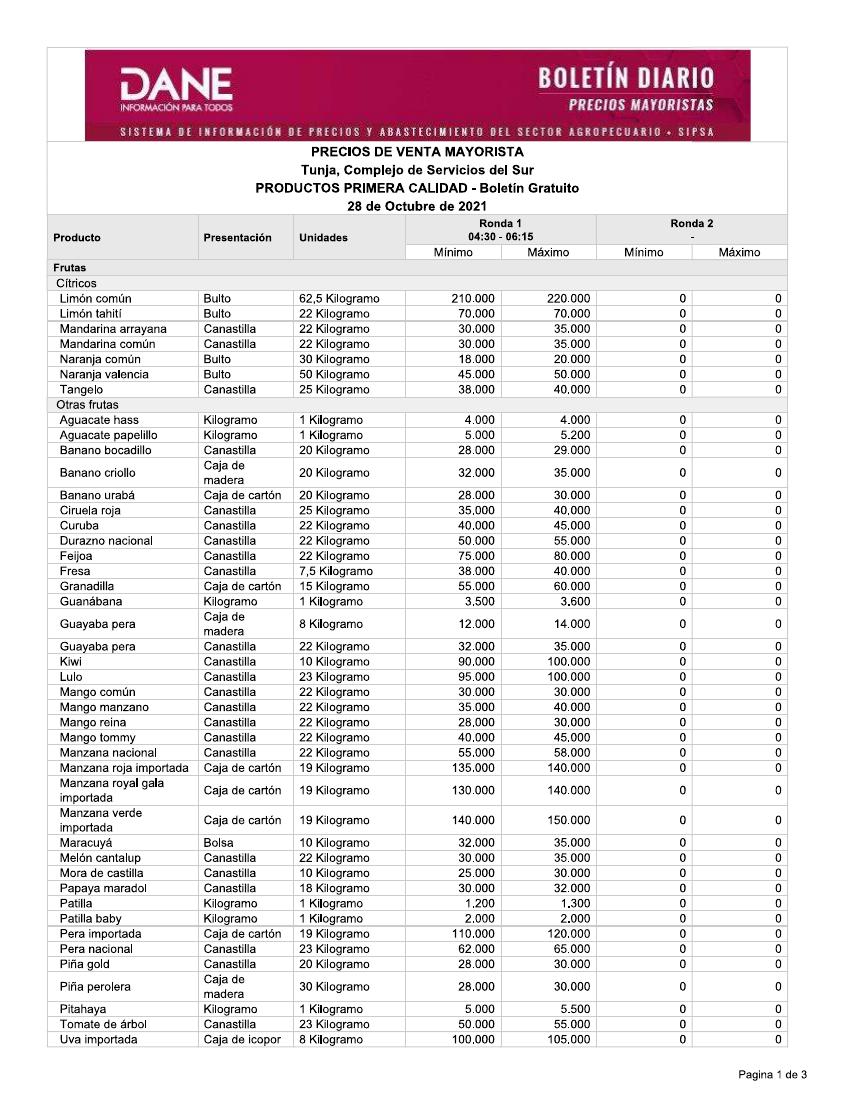 DANE
INFORMACIÓN PARA TODOS
BOLETÍN DIARIO
PRECIOS MAYORISTAS
SISTEMA DE INFORMACIÓN DE PRECIOS Y ABASTECIMIENTO DEL SECTOR AGROPECUARIO • SIPSA
PRECIOS DE VENTA MAYORISTA
Tunja, Complejo de Servicios del Sur
PRODUCTOS PRIMERA CALIDAD - Boletín Gratuito
28 de Octubre de 2021
Producto Presentación Unidades Ronda 1 Ronda 2
04:30 - 06:15 -
Mínimo Máximo Mínimo Máximo
Frutas
Cítricos
Limón común Bulto 62,5 Kilogramo 210.000 220.000 0 0
Limón tahití Bulto 22 Kilogramo 70.000 70.000 0 0
Mandarina arrayana Canastilla 22 Kilogramo 30.000 35.000 0 0
Mandarina común Canastilla 22 Kilogramo 30.000 35.000 0 0
Naranja común Bulto 30 Kilogramo 18.000 20.000 0 0
Naranja valencia Bulto 50 Kilogramo 45.000 50.000 0 0
Tangelo Canastilla 25 Kilogramo 38.000 40.000 0 0
Otras frutas
Aguacate hass Kilogramo 1 Kilogramo 4.000 4.000 0 0
Aguacate papelillo Kilogramo 1 Kilogramo 5.000 5.200 0 0
Banano bocadillo Canastilla 20 Kilogramo 28.000 29.000 0 0
Banano criollo Caja de madera 20 Kilogramo 32.000 35.000 0 0
Banano urabá Caja de cartón 20 Kilogramo 28.000 30.000 0 0
Ciruela roja Canastilla 25 Kilogramo 35.000 40.000 0 0
Curuba Canastilla 22 Kilogramo 40.000 45.000 0 0
Durazno nacional Canastilla 22 Kilogramo 50.000 55.000 0 0
Feijoa Canastilla 22 Kilogramo 75.000 80.000 0 0
Fresa Canastilla 7,5 Kilogramo 38.000 40.000 0 0
Granadilla Caja de cartón 15 Kilogramo 55.000 60.000 0 0
Guanábana Kilogramo 1 Kilogramo 3.500 3.600 0 0
Guayaba pera Caja de madera 8 Kilogramo 12.000 14.000 0 0
Guayaba pera Canastilla 22 Kilogramo 32.000 35.000 0 0
Kiwi Canastilla 10 Kilogramo 90.000 100.000 0 0
Lulo Canastilla 23 Kilogramo 95.000 100.000 0 0
Mango común Canastilla 22 Kilogramo 30.000 30.000 0 0
Mango manzano Canastilla 22 Kilogramo 35.000 40.000 0 0
Mango reina Canastilla 22 Kilogramo 28.000 30.000 0 0
Mango tommy Canastilla 22 Kilogramo 40.000 45.000 0 0
Manzana nacional Canastilla 22 Kilogramo 55.000 58.000 0 0
Manzana roja importada Caja de cartón 19 Kilogramo 135.000 140.000 0 0
Manzana royal gala importada Caja de cartón 19 Kilogramo 130.000 140.000 0 0
Manzana verde importada Caja de cartón 19 Kilogramo 140.000 150.000 0 0
Maracuyá Bolsa 10 Kilogramo 32.000 35.000 0 0
Melón cantalup Canastilla 22 Kilogramo 30.000 35.000 0 0
Mora de castilla Canastilla 10 Kilogramo 25.000 30.000 0 0
Papaya maradol Canastilla 18 Kilogramo 30.000 32.000 0 0
Patilla Kilogramo 1 Kilogramo 1.200 1.300 0 0
Patilla baby Kilogramo 1 Kilogramo 2.000 2.000 0 0
Pera importada Caja de cartón 19 Kilogramo 110.000 120.000 0 0
Pera nacional Canastilla 23 Kilogramo 62.000 65.000 0 0
Piña gold Canastilla 20 Kilogramo 28.000 30.000 0 0
Piña perolera Caja de madera 30 Kilogramo 28.000 30.000 0 0
Pitahaya Kilogramo 1 Kilogramo 5.000 5.500 0 0
Tomate de árbol Canastilla 23 Kilogramo 50.000 55.000 0 0
Uva importada Caja de icopor 8 Kilogramo 100.000 105.000 0 0
Pagina 1 de 3